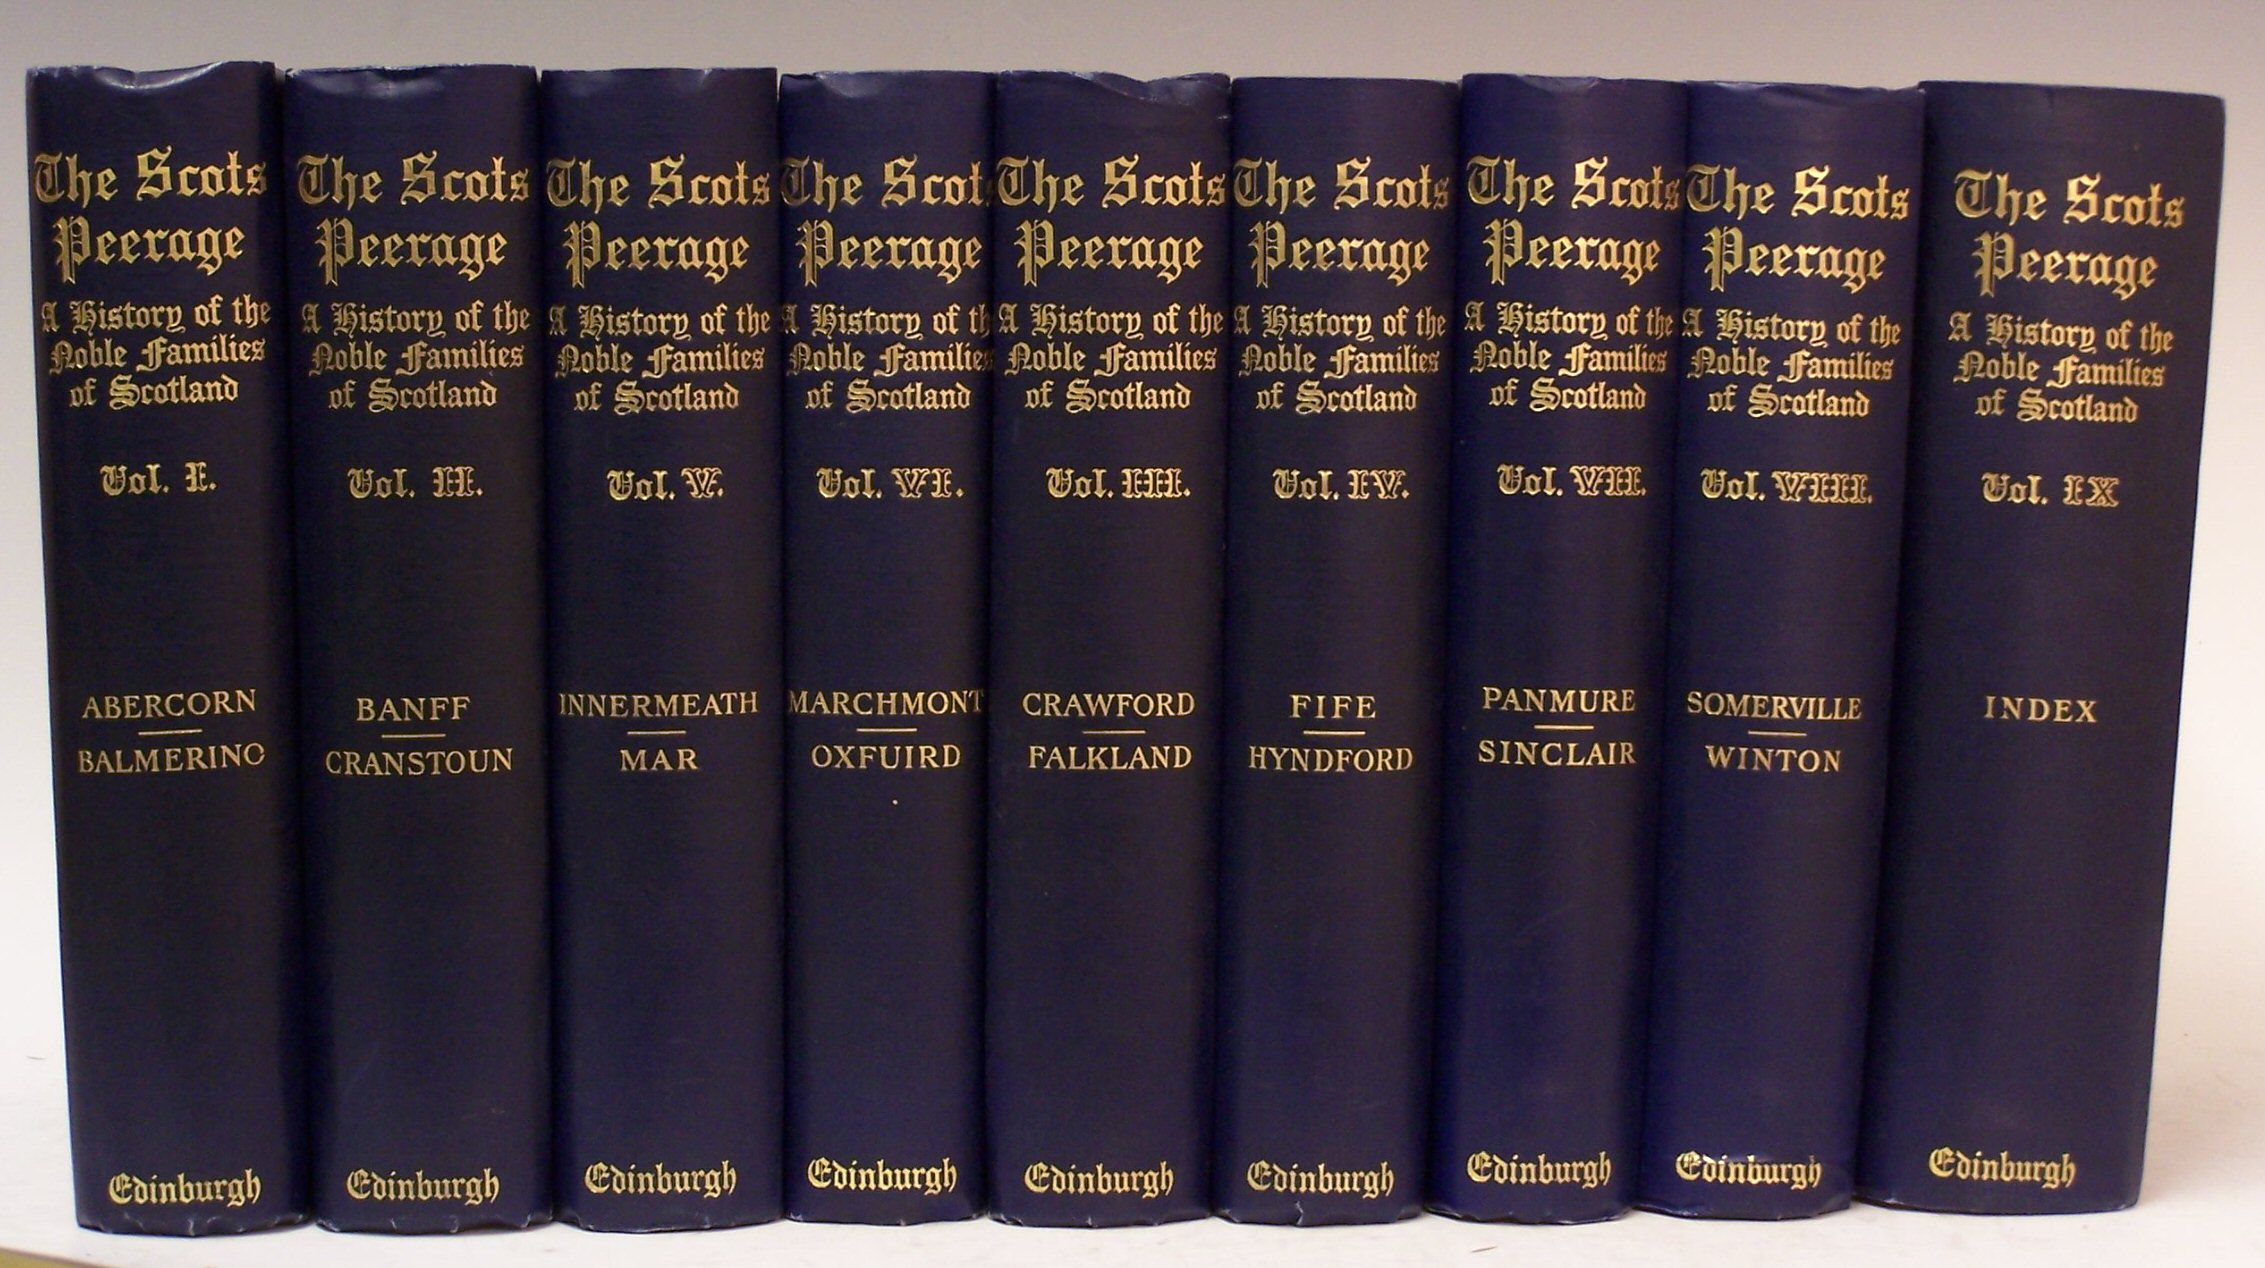 The Scots
Peerage
A History of the
Noble Families
of Scotland
Vol. I.
ABERCORN
BALMERINO
Edinburgh
The Scots
Peerage
A History of the
Noble Families
of Scotland
Vol. II.
BANFF
CRANSTOUN
Edinburgh
The Scots
Peerage
A History of the
Noble Families
of Scotland
Vol. V.
INNERMEATH
MAR
Edinburgh
The Scots
Peerage
A History of the
Noble Families
of Scotland
Vol. VI.
MARCHMONT
OXFUIRD
Edinburgh
The Scots
Peerage
A History of the
Noble Families
of Scotland
Vol. III.
CRAWFORD
FALKLAND
Edinburgh
The Scots
Peerage
A History of the
Noble Families
of Scotland
Vol. IV.
FIFE
HYNDFORD
Edinburgh
The Scots
Peerage
A History of the
Noble Families
of Scotland
Vol. VII.
PANMURE
SINCLAIR
Edinburgh
The Scots
Peerage
A History of the
Noble Families
of Scotland
Vol. VIII.
SOMERVILLE
WINTON
Edinburgh
The Scots
Peerage
A History of the
Noble Families
of Scotland
Vol. IX
INDEX
Edinburgh